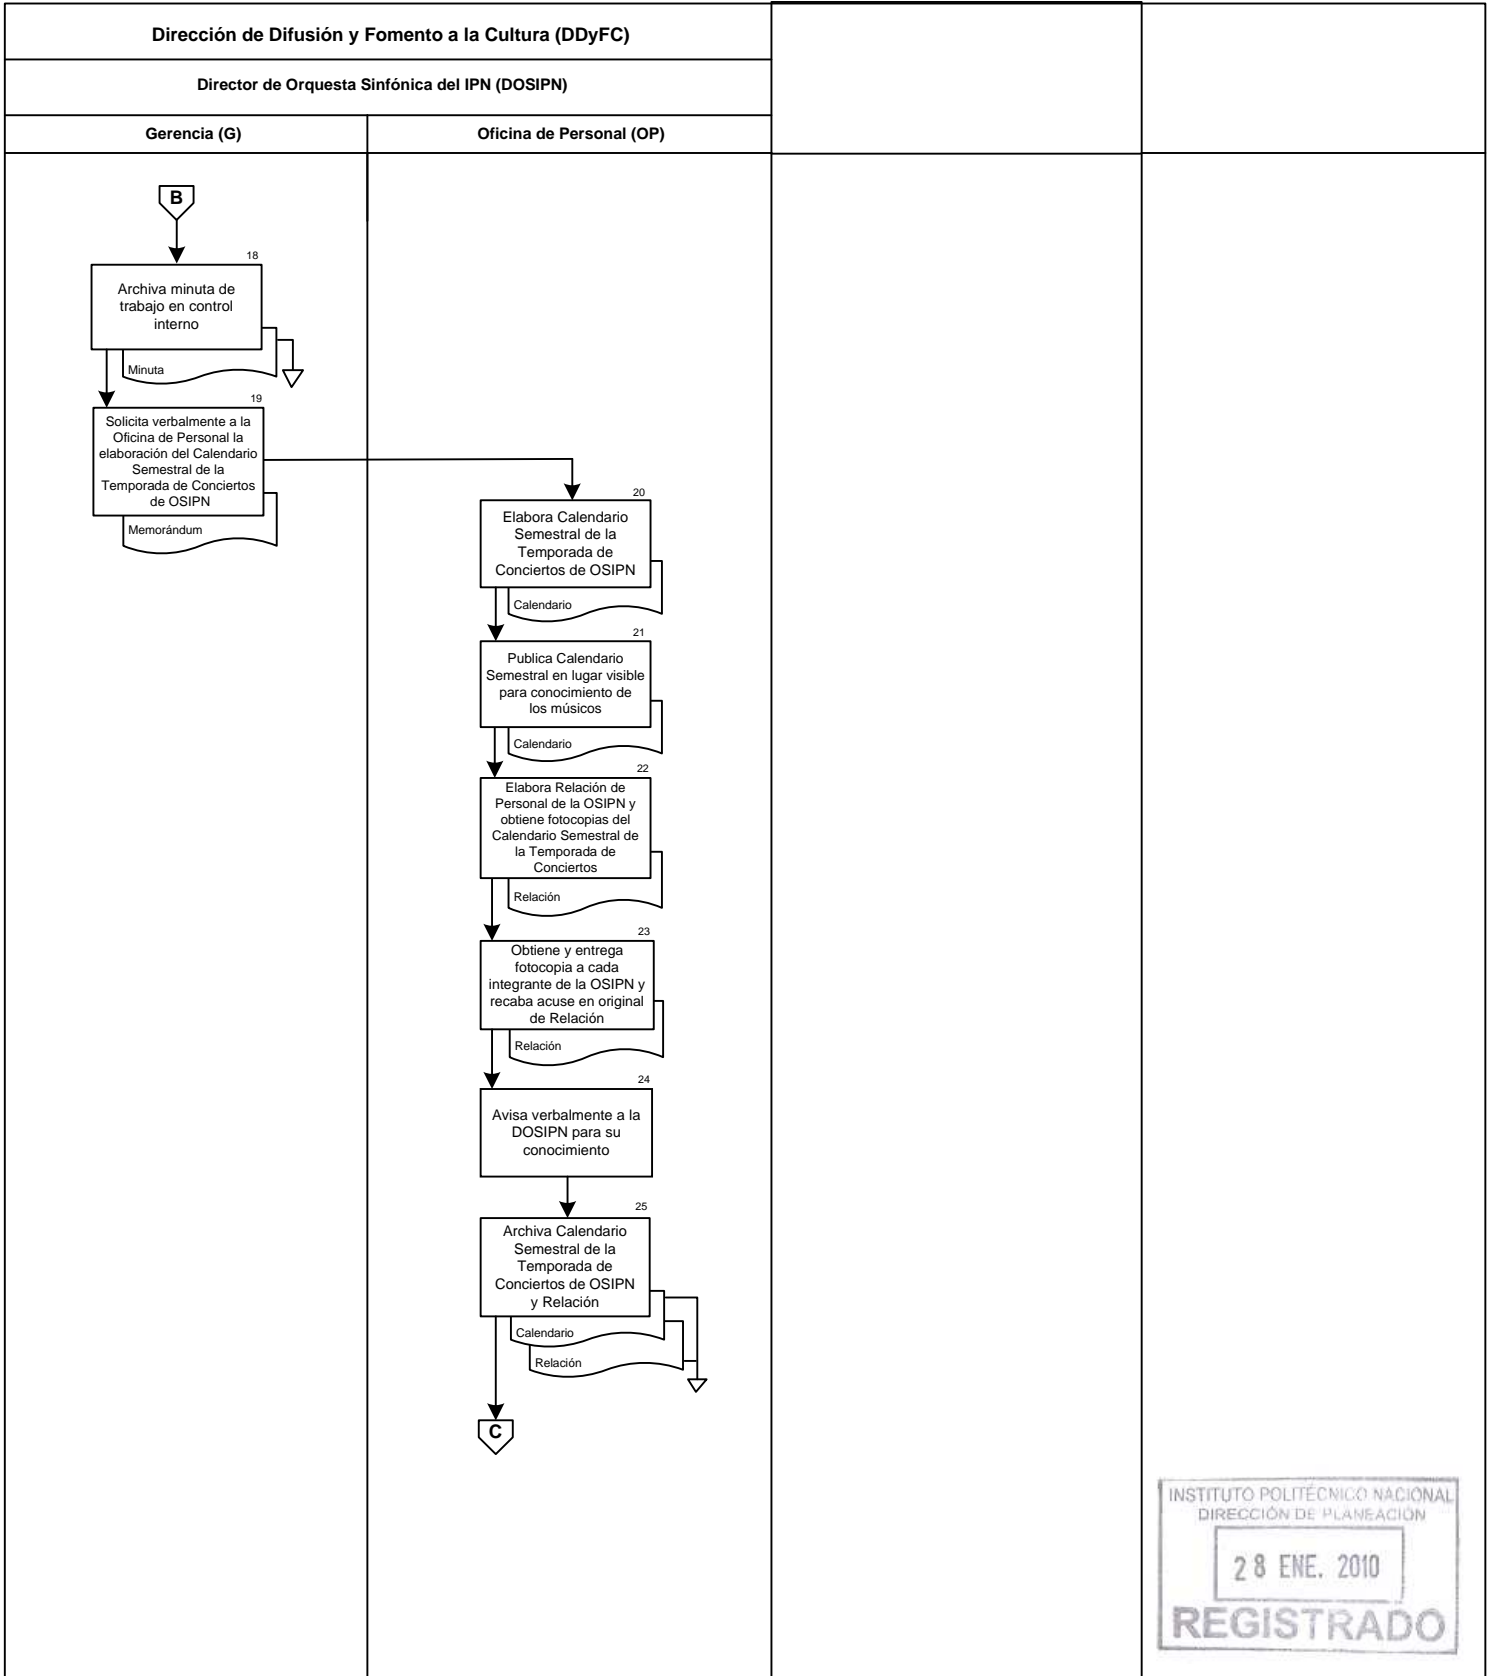 Dirección de Difusión y Fomento a la Cultura (DDyFC)
Director de Orquesta Sinfónica del IPN (DOSIPN)
Gerencia (G)
Oficina de Personal (OP)
B
18
Archiva minuta de
trabajo en control
interno
Minuta
19
Solicita verbalmente a la
Oficina de Personal la
elaboración del Calendario
Semestral de la
Temporada de Conciertos
de OSIPN
Memorándum
20
Elabora Calendario
Semestral de la
Temporada de
Conciertos de OSIPN
Calendario
21
Publica Calendario
Semestral en lugar visible
para conocimiento de
los músicos
Calendario
22
Elabora Relación de
Personal de la OSIPN y
obtiene fotocopias del
Calendario Semestral de
la Temporada de
Conciertos
Relación
23
Obtiene y entrega
fotocopia a cada
integrante de la OSIPN y
recaba acuse en original
de Relación
Relación
24
Avisa verbalmente a la
DOSIPN para su
conocimiento
25
Archiva Calendario
Semestral de la
Temporada de
Conciertos de OSIPN
y Relación
Calendario
Relación
C
INSTITUTO POLITÉCNICO NACIONAL
DIRECCIÓN DE PLANEACIÓN
28 ENE. 2010
REGISTRADO